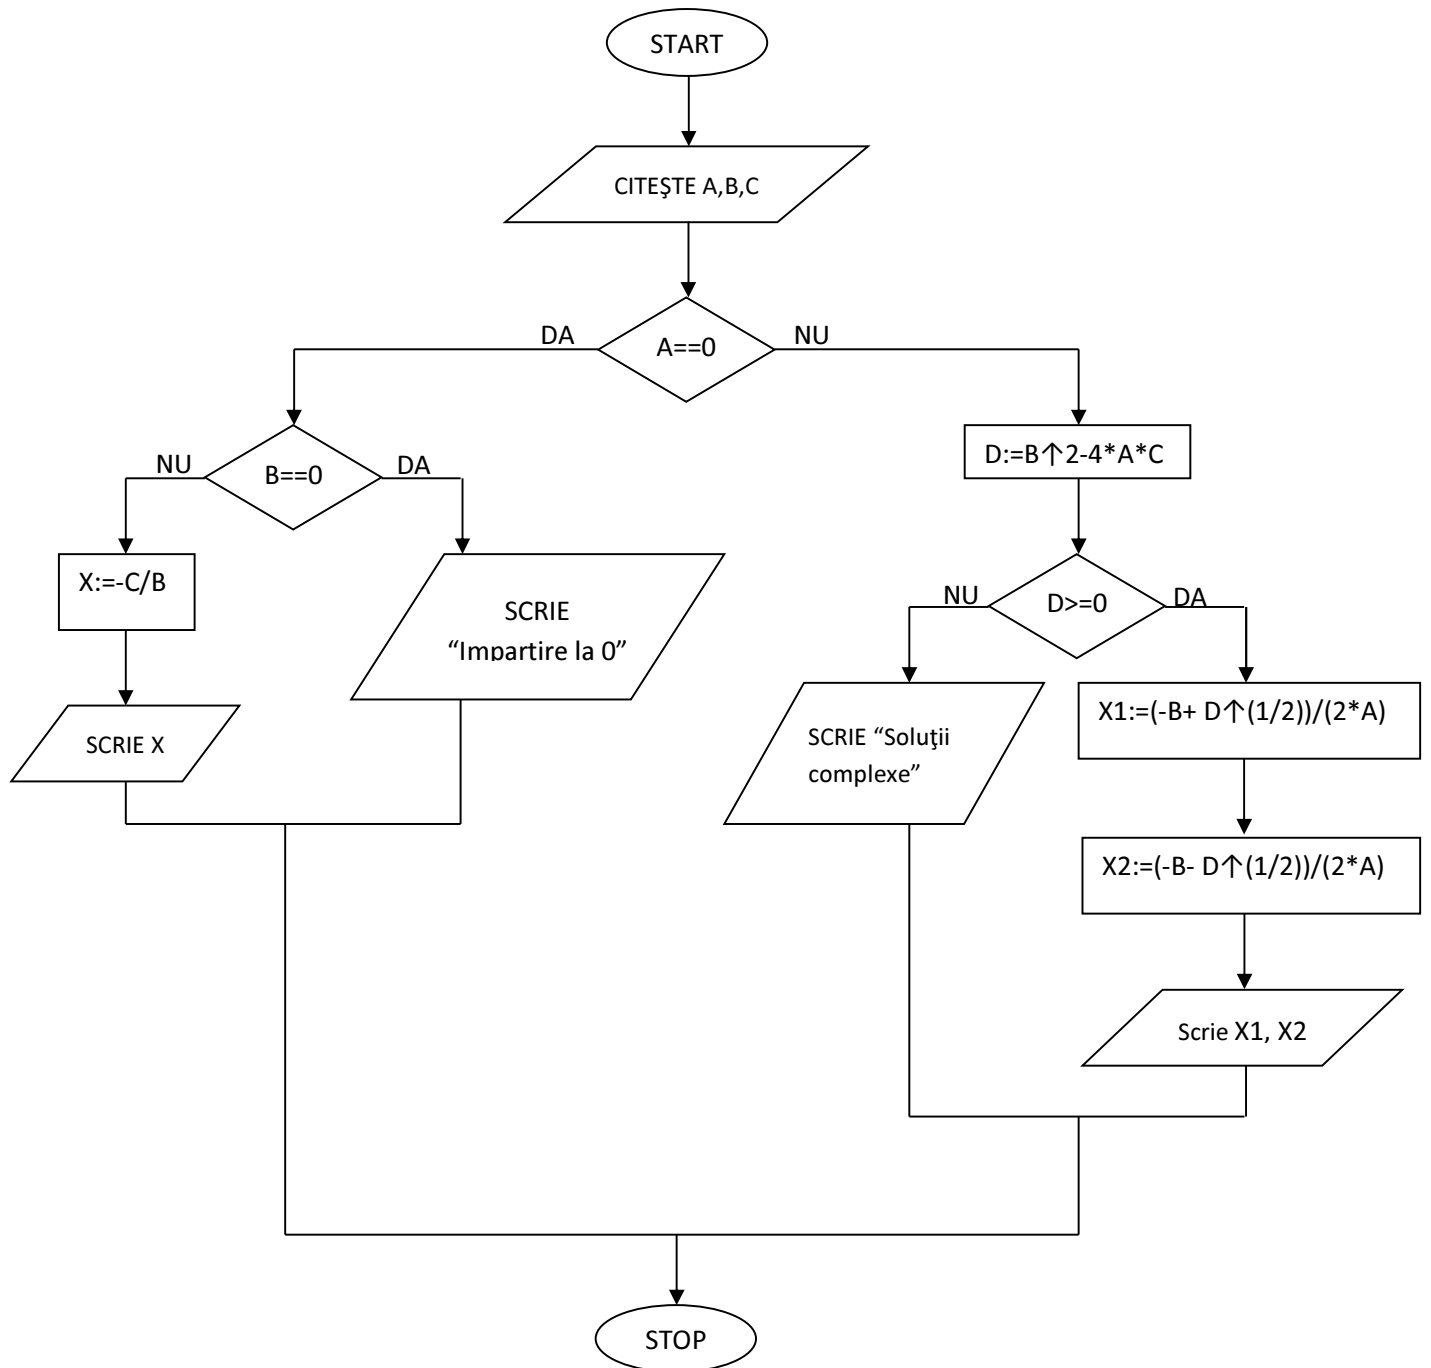 START
CITEŞTE A,B,C
DA
A==0
NU
NU
B==0
DA
D:=B↑2-4*A*C
X:=-C/B
SCRIE
“Impartire la 0”
NU
D>=0
DA
SCRIE X
SCRIE “Soluţii
complexe”
X1:=(-B+ D↑(1/2))/(2*A)
X2:=(-B- D↑(1/2))/(2*A)
Scrie X1, X2
STOP